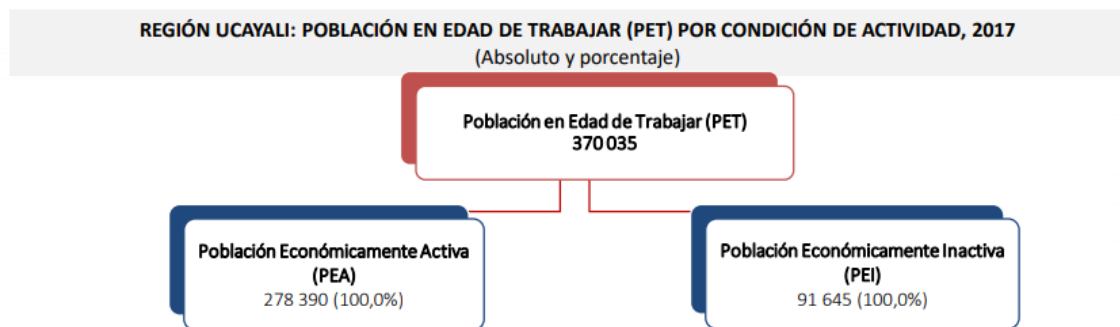 REGIÓN UCAYALI: POBLACIÓN EN EDAD DE TRABAJAR (PET) POR CONDICIÓN DE ACTIVIDAD, 2017
(Absoluto y porcentaje)
Población en Edad de Trabajar (PET)
370 035
Población Económicamente Activa
(PEA)
278 390 (100,0%)
Población Económicamente Inactiva
(PEI)
91 645 (100,0%)